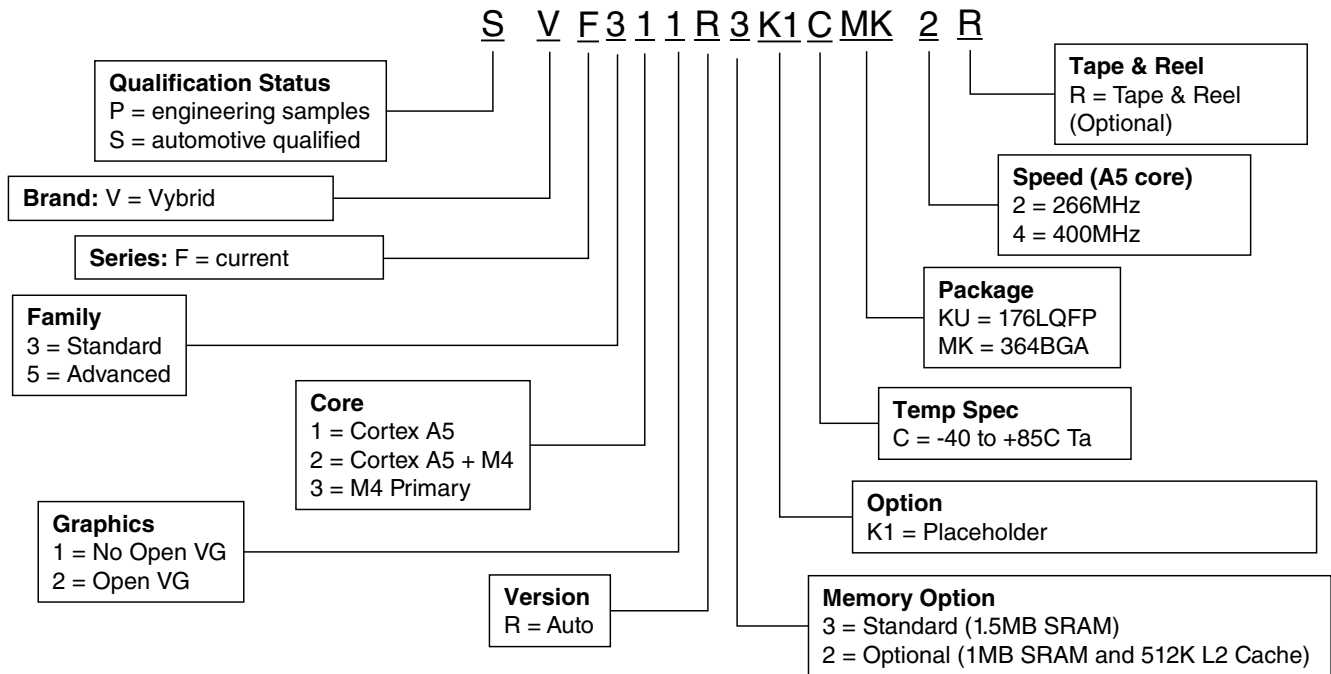 S V F 3 1 1 R 3 K1 C MK 2 R
Qualification Status
P = engineering samples
S = automotive qualified
Tape & Reel
R = Tape & Reel
(Optional)
Brand: V = Vybrid
Speed (A5 core)
2 = 266MHz
4 = 400MHz
Series: F = current
Package
KU = 176LQFP
MK = 364BGA
Family
3 = Standard
5 = Advanced
Core
1 = Cortex A5
2 = Cortex A5 + M4
3 = M4 Primary
Temp Spec
C = -40 to +85C Ta
Option
K1 = Placeholder
Graphics
1 = No Open VG
2 = Open VG
Version
R = Auto
Memory Option
3 = Standard (1.5MB SRAM)
2 = Optional (1MB SRAM and 512K L2 Cache)